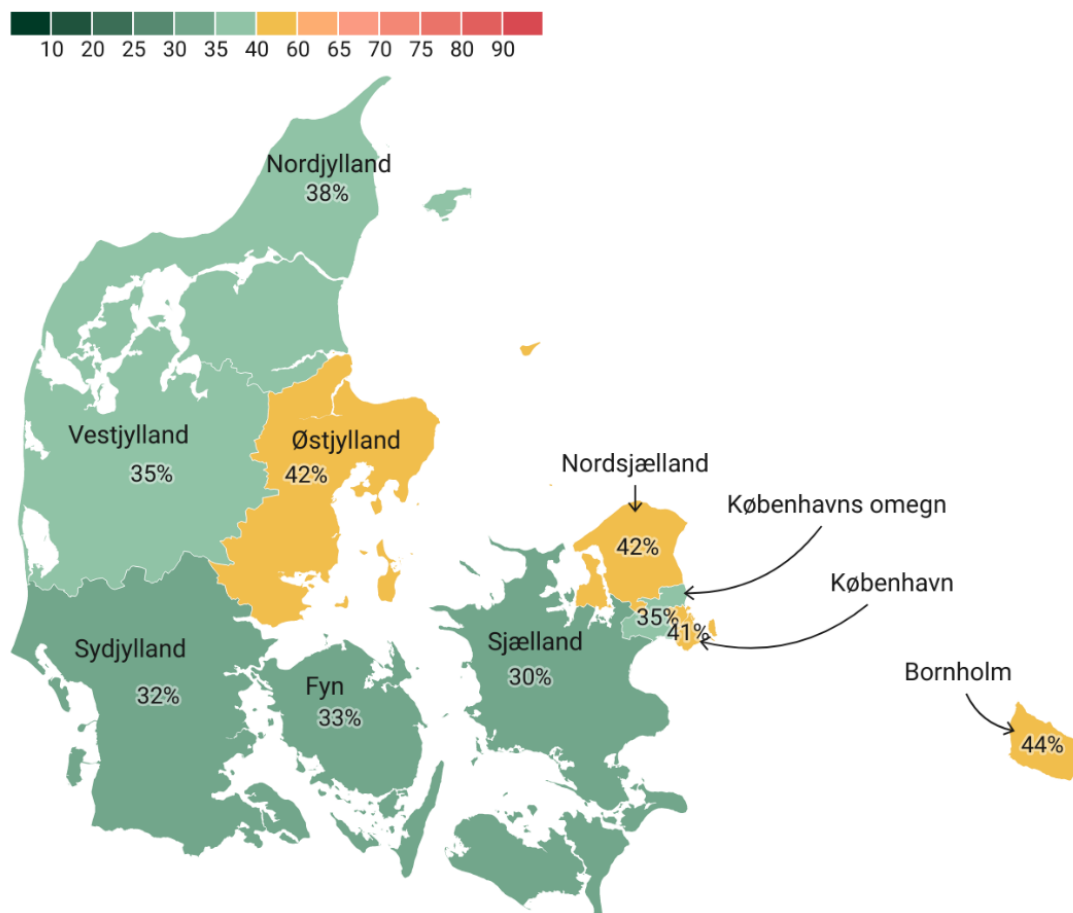 10 20 25 30 35 40 60 65 70 75 80 90
Nordjylland
38%
Vestjylland
35%
Østjylland
42%
Nordsjælland
42%
Københavns omegn
35%
København
41%
Sydjylland
32%
Fyn
33%
Sjælland
30%
Bornholm
44%